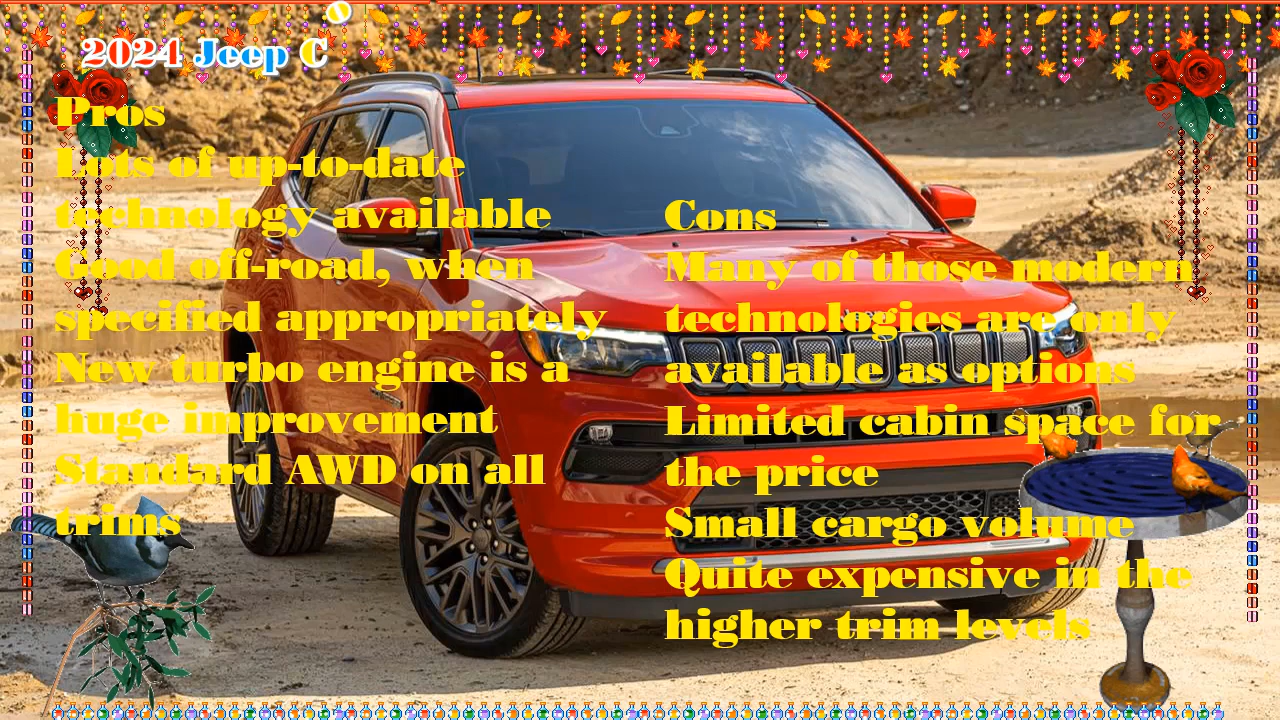 2024 Jeep C
Pros
Lots of up-to-date
technology available
Good off-road, when
specified appropriately
New turbo engine is a
huge improvement
Standard AWD on all
trims
Cons
Many of those modern
technologies are only
available as options
Limited cabin space for
the price
Small cargo volume
Quite expensive in the
higher trim levels